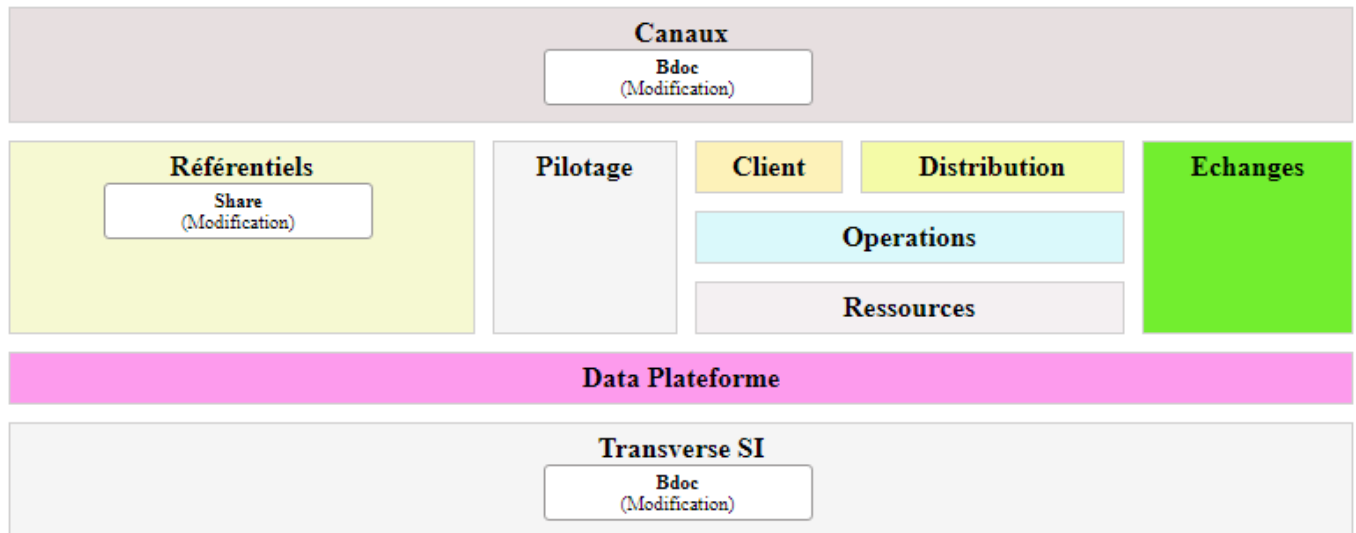 Canaux
Bdoc
(Modification)
Référentiels
Share
(Modification)
Pilotage
Client
Distribution
Operations
Ressources
Echanges
Data Plateforme
Transverse SI
Bdoc
(Modification)